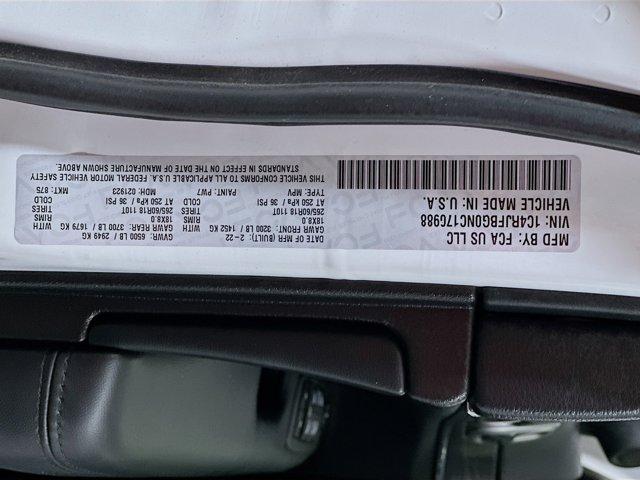 MFD BY: FCA US LLC
DATE OF MFR (BUILT): 2-22
GVWR: 6500 LB / 2949 KG
GAWR FRONT: 3200 LB / 1452 KG
GAWR REAR: 3700 LB / 1679 KG
18X8.0
RIMS
18X8.0
RIMS
265/60R18 110T
TIRES
265/60R18 110T
TIRES
AT 250 kPa 36 PSI
COLD
AT 250 kPa 36 PSI
COLD
VIN: 1C4RJFBG0NC176988
VEHICLE MADE IN: U.S.A.
TYPE: MPV
PAINT: PW7
MDH: 021923
MKT: 875
THIS VEHICLE CONFORMS TO ALL APPLICABLE U.S.A. FEDERAL MOTOR VEHICLE SAFETY
STANDARDS IN EFFECT ON THE DATE OF MANUFACTURE SHOWN ABOVE.